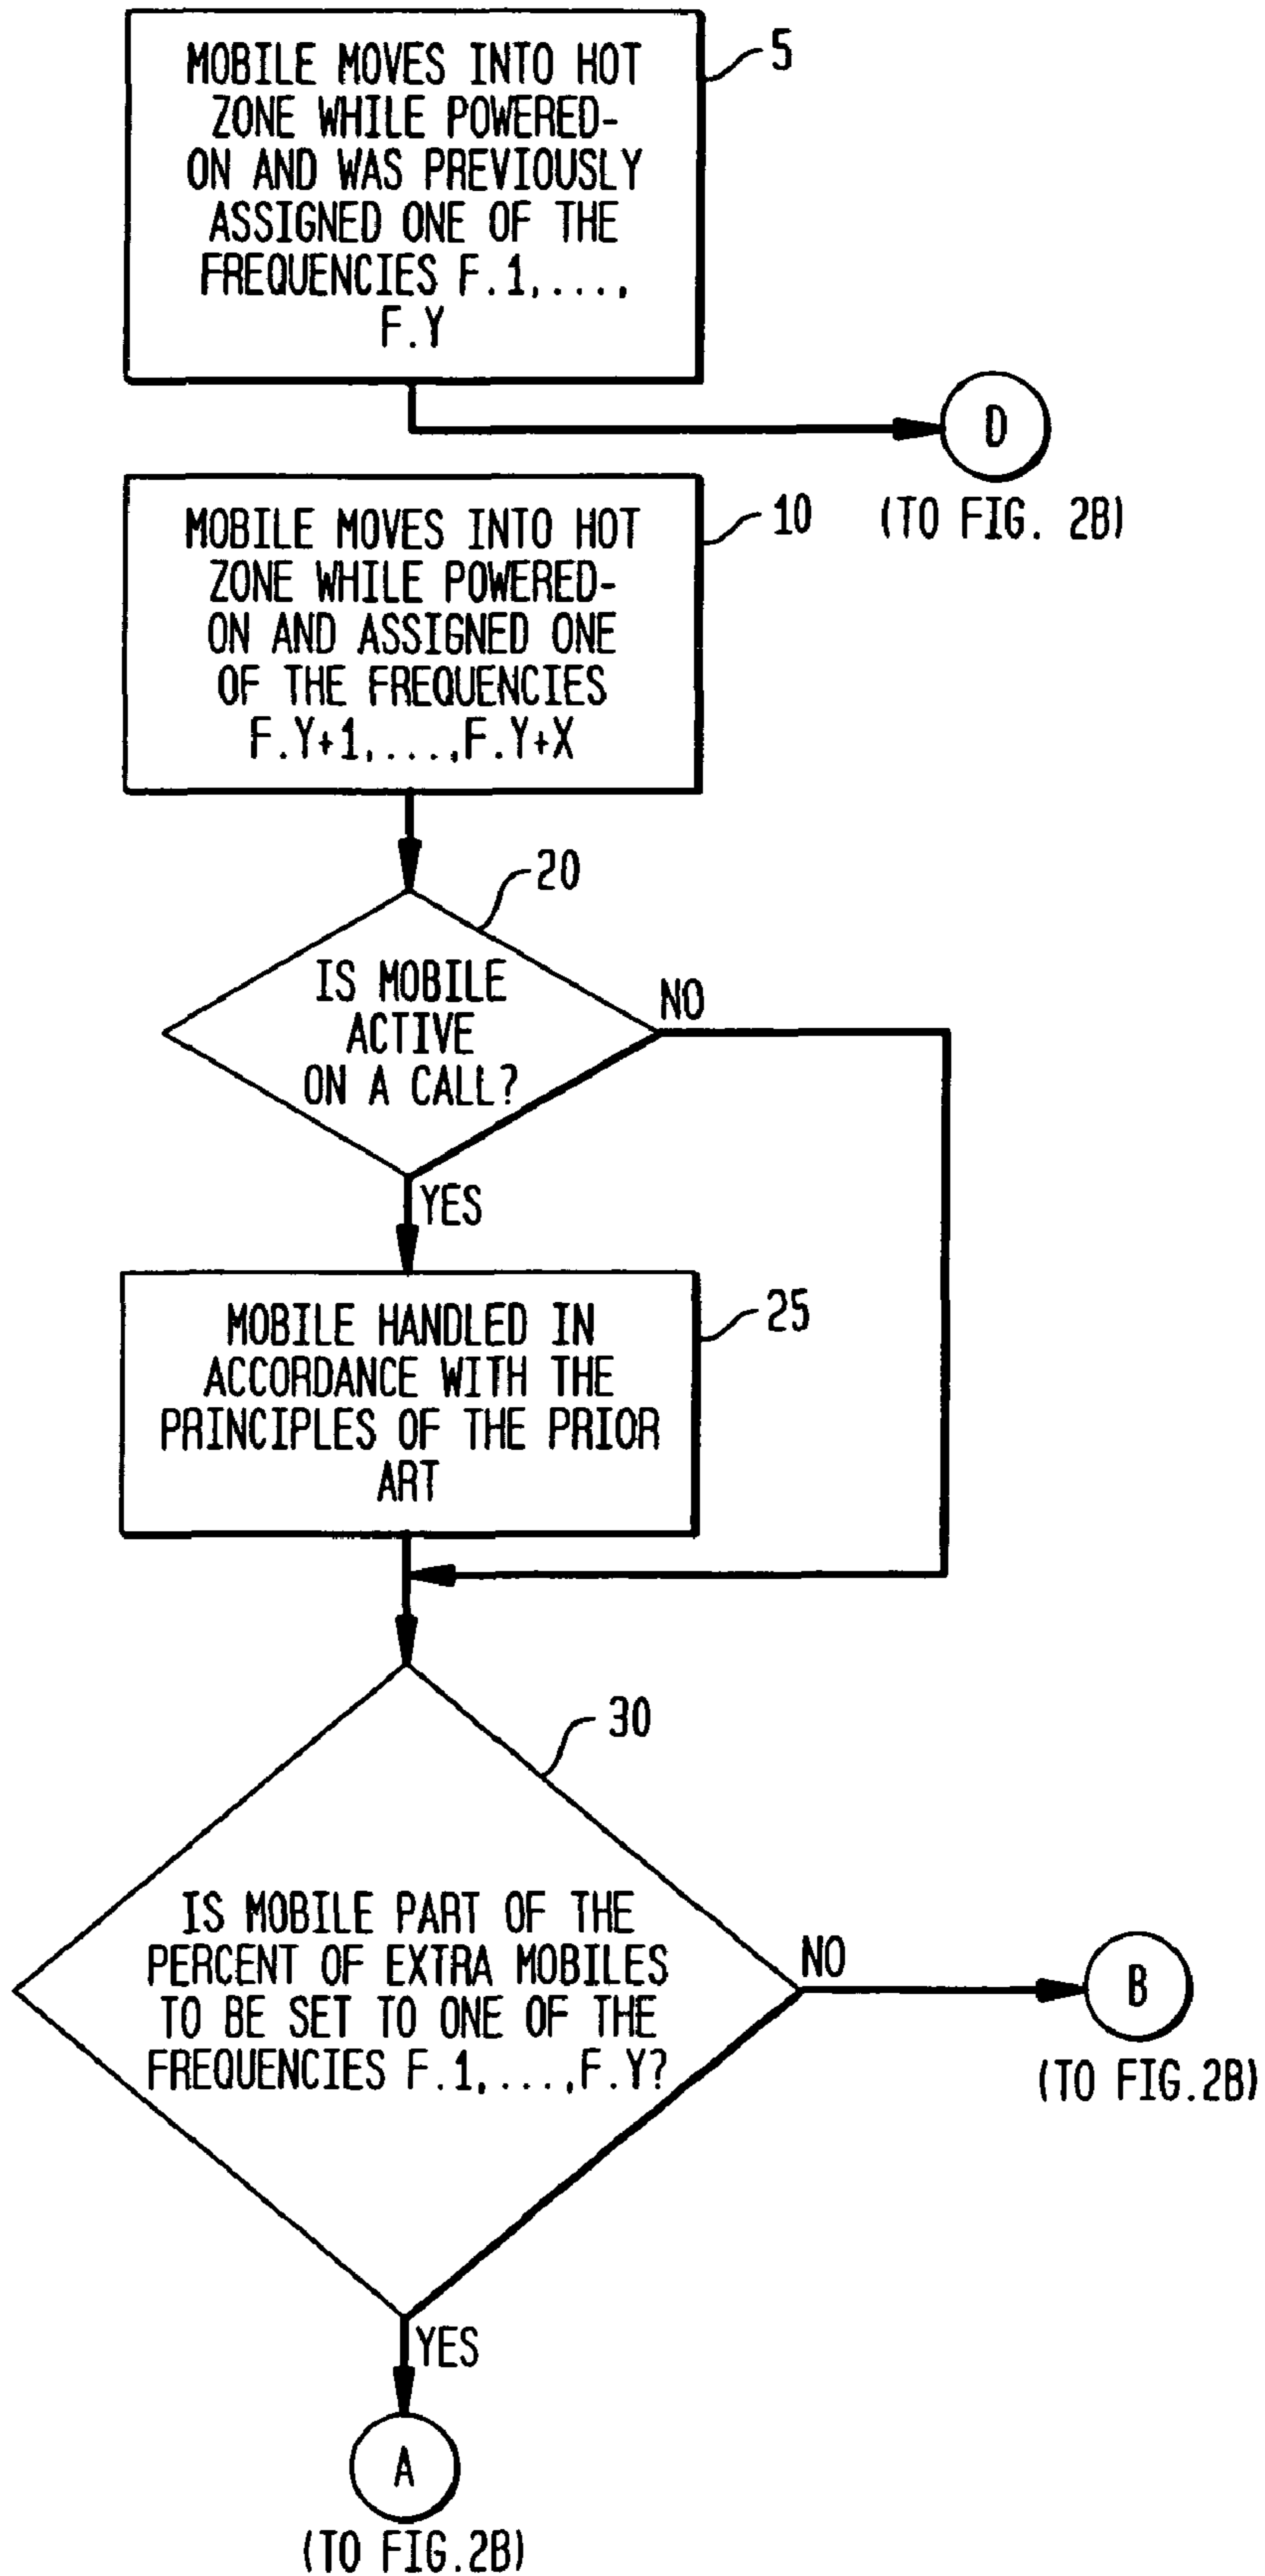 MOBILE MOVES INTO HOT
ZONE WHILE POWERED-
ON AND WAS PREVIOUSLY
ASSIGNED ONE OF THE
FREQUENCIES F.1,...,
F.Y
5
D
(TO FIG. 2B)
MOBILE MOVES INTO HOT
ZONE WHILE POWERED-
ON AND ASSIGNED ONE
OF THE FREQUENCIES
F.Y+1,...,F.Y+X
10
20
IS MOBILE
ACTIVE
ON A CALL?
NO
YES
MOBILE HANDLED IN
ACCORDANCE WITH THE
PRINCIPLES OF THE PRIOR
ART
25
30
IS MOBILE PART OF THE
PERCENT OF EXTRA MOBILES
TO BE SET TO ONE OF THE
FREQUENCIES F.1,...,F.Y?
NO
B
(TO FIG.2B)
YES
A
(TO FIG.2B)